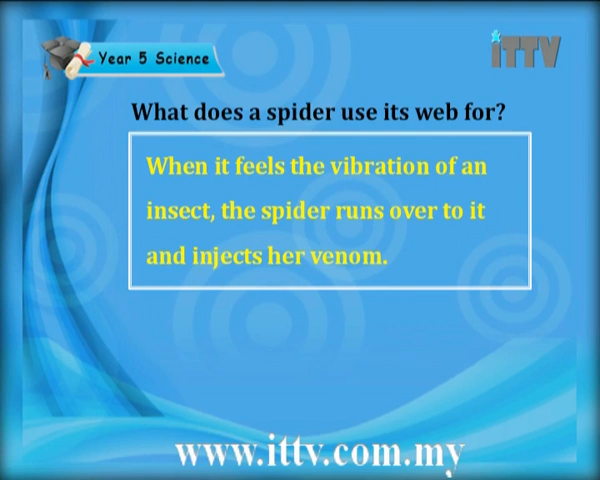 Year 5 Science
iTTV
What does a spider use its web for?
When it feels the vibration of an
insect, the spider runs over to it
and injects her venom.
www.ittv.com.my